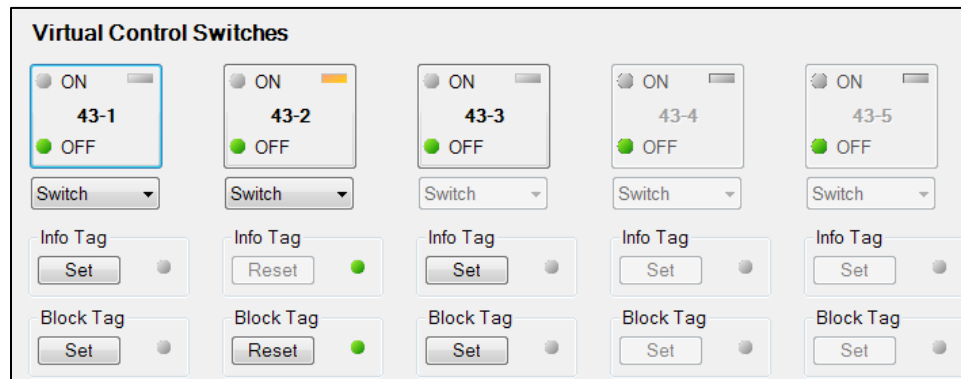 Virtual Control Switches
ON ON ON ON ON
43-1 43-2 43-3 43-4 43-5
OFF OFF OFF OFF OFF
Switch Switch Switch Switch Switch
Info Tag Info Tag Info Tag Info Tag Info Tag
Set Reset Set Set Set
Block Tag Block Tag Block Tag Block Tag Block Tag
Set Reset Set Set Set